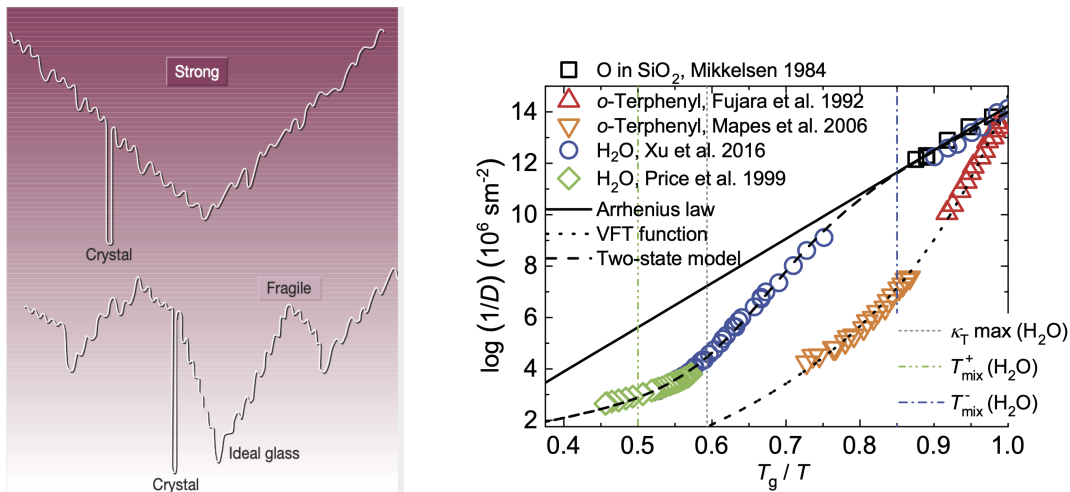 Strong
Crystal
Fragile
Ideal glass
Crystal
O in SiO2, Mikkelsen 1984
o-Terphenyl, Fujara et al. 1992
o-Terphenyl, Mapes et al. 2006
H2O, Xu et al. 2016
H2O, Price et al. 1999
Arrhenius law
VFT function
Two-state model
κT max (H2O)
T+mix (H2O)
T-mix (H2O)
log (1/D) (10^6 sm^-2)
14
12
10
8
6
4
2
0.4 0.5 0.6 0.7 0.8 0.9 1.0
Tg / T